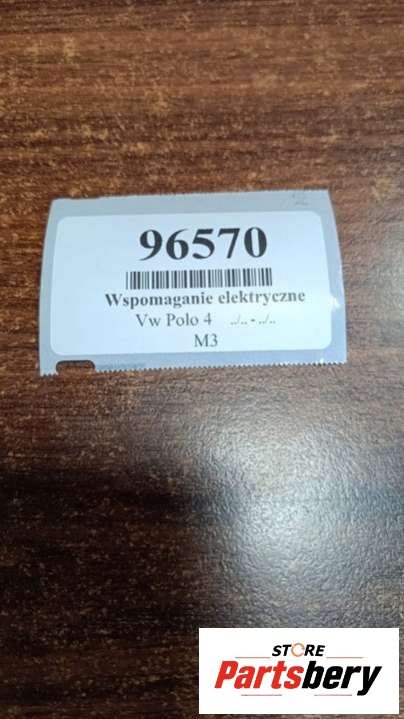 96570
Wspomaganie elektryczne
Vw Polo 4 ../.. - ../..
M3
STORE
Partsbery